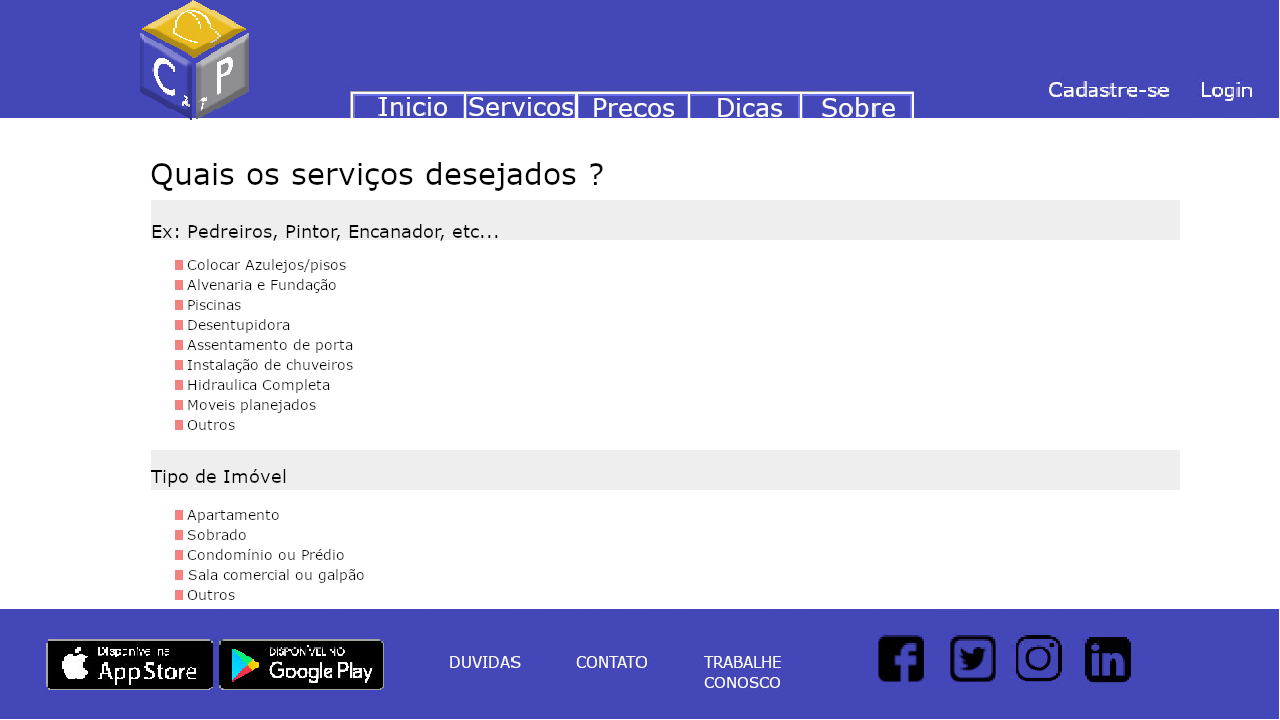 C P
Inicio Servicos Precos Dicas Sobre
Cadastre-se Login
Quais os serviços desejados ?
Ex: Pedreiros, Pintor, Encanador, etc...
Colocar Azulejos/pisos
Alvenaria e Fundação
Piscinas
Desentupidora
Assentamento de porta
Instalação de chuveiros
Hidraulica Completa
Moveis planejados
Outros
Tipo de Imóvel
Apartamento
Sobrado
Condomínio ou Prédio
Sala comercial ou galpão
Outros
Disponível na
App Store
DISPONÍVEL NO
Google Play
DUVIDAS
CONTATO
TRABALHE
CONOSCO